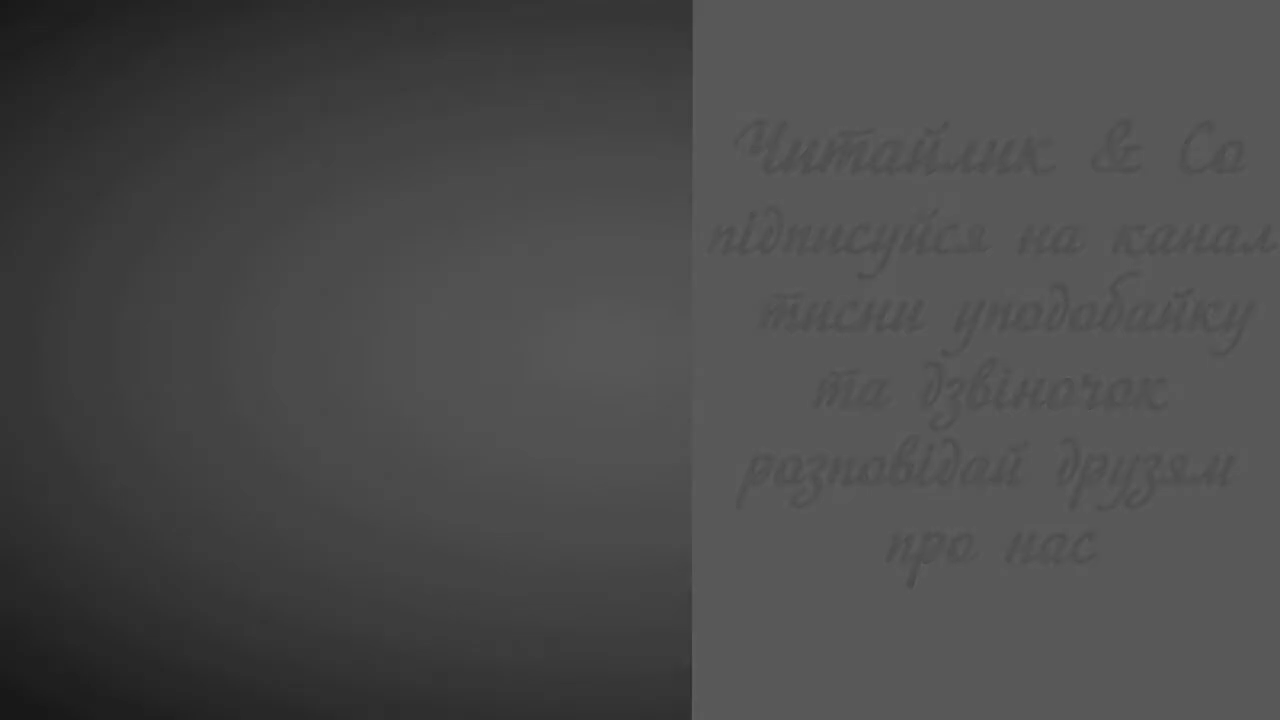 Читайлик & Co
підписуйся на канал
тисни уподобайку
та дзвіночок
розповідай друзям
про нас